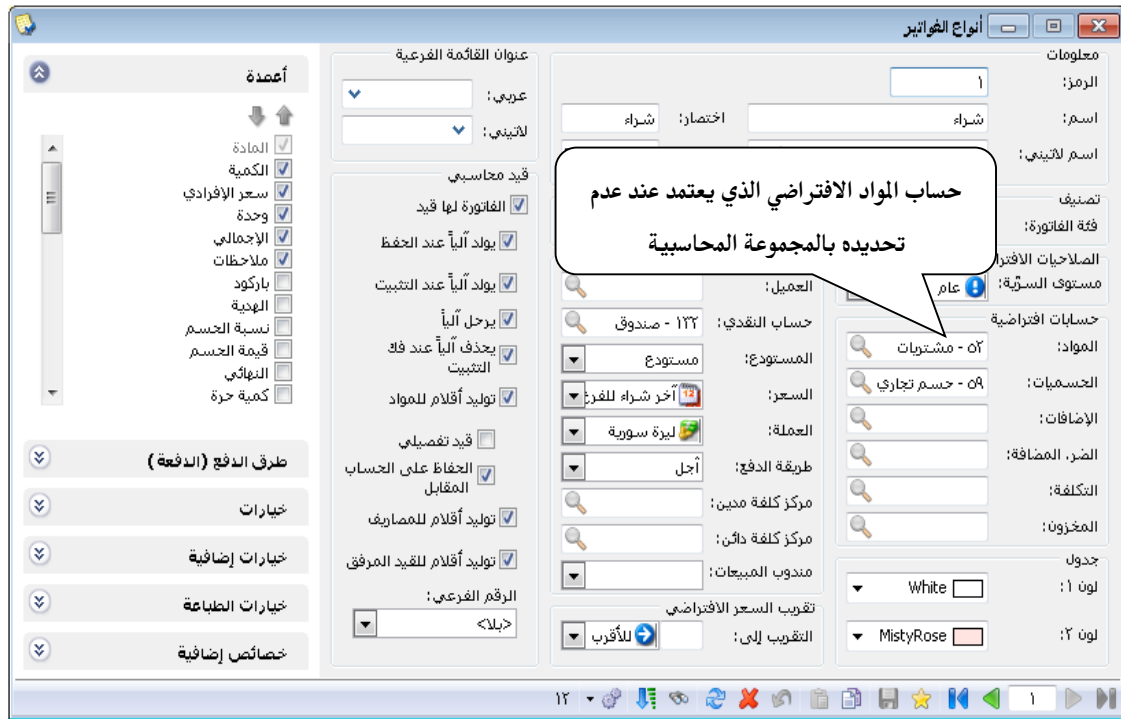 أنواع الفواتير
معلومات
الرمز: ١
اسم: شراء
اختصار: شراء
اسم لاتيني:
تصنيف
فئة الفاتورة:
الصلاحيات الافترا
مستوى السرّية: عام
حساب المواد الافتراضي الذي يعتمد عند عدم
تحديده بالمجموعة المحاسبية
حسابات افتراضية
المواد: ٥٢ - مشتريات
الحسميات: ٥٩ - حسم تجاري
الإضافات:
الضر. المضافة:
التكلفة:
المخزون:
جدول
لون ١: White
لون ٢: MistyRose
العميل:
حساب النقدي: ١٣٢ - صندوق
المستودع: مستودع
السعر: آخر شراء للفرع
العملة: ليرة سورية
طريقة الدفع: آجل
مركز كلفة مدين:
مركز كلفة دائن:
مندوب المبيعات:
تقريب السعر الافتراضي
التقريب إلى: للأقرب
عنوان القائمة الفرعية
عربي:
لاتيني:
قيد محاسبي
الفاتورة لها قيد
يولد آلياً عند الحفظ
يولد آلياً عند التثبيت
يرحل آلياً
يحذف آلياً عند فك
التثبيت
توليد أقلام للمواد
قيد تفصيلي
الحفاظ على الحساب
المقابل
توليد أقلام للمصاريف
توليد أقلام للقيد المرفق
الرقم الفرعي:
<بلا>
أعمدة
المادة
الكمية
سعر الإفرادي
وحدة
الإجمالي
ملاحظات
باركود
الهدية
نسبة الحسم
قيمة الحسم
النهائي
كمية حرة
طرق الدفع (الدفعة)
خيارات
خيارات إضافية
خيارات الطباعة
خصائص إضافية
١
١٢